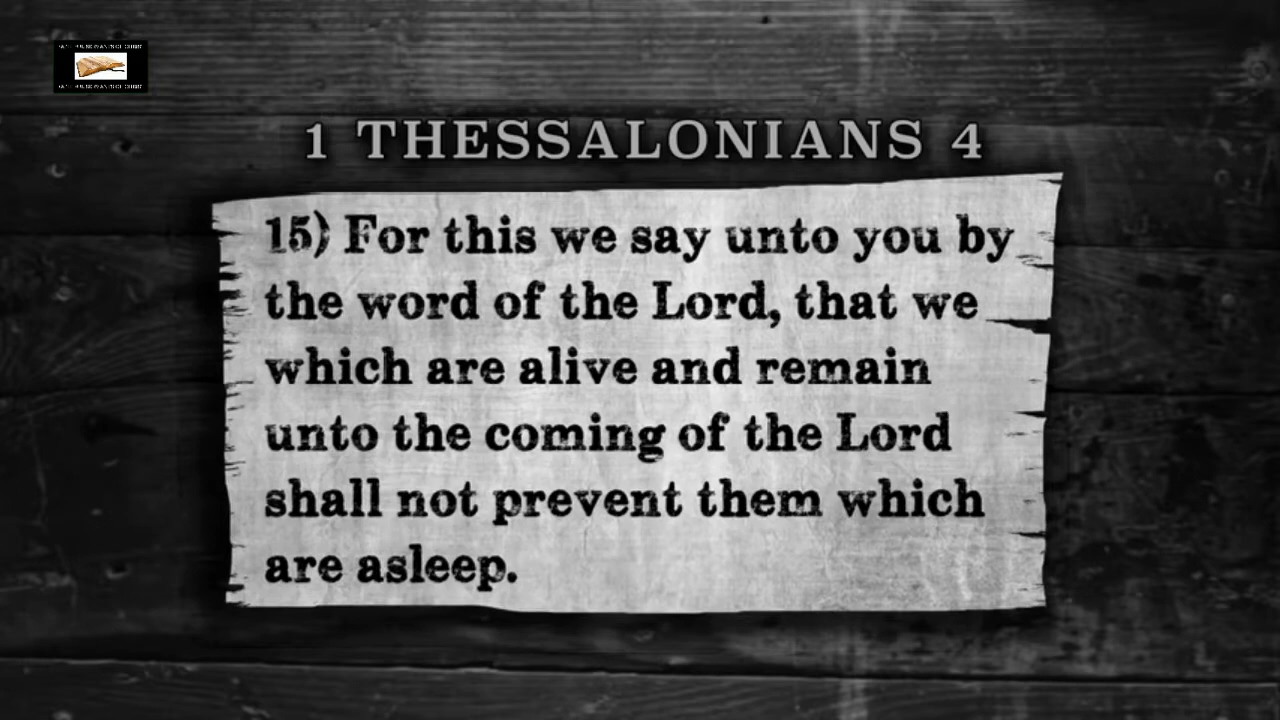 1 THESSALONIANS 4
15) For this we say unto you by
the word of the Lord, that we
which are alive and remain
unto the coming of the Lord
shall not prevent them which
are asleep.